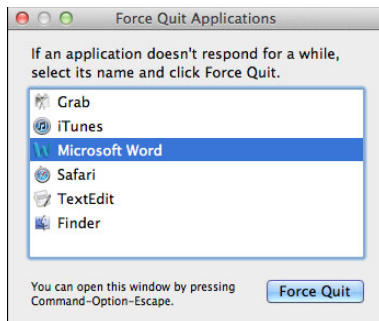 Force Quit Applications
If an application doesn't respond for a while,
select its name and click Force Quit.
Grab
iTunes
Microsoft Word
Safari
TextEdit
Finder
You can open this window by pressing
Command-Option-Escape.
Force Quit